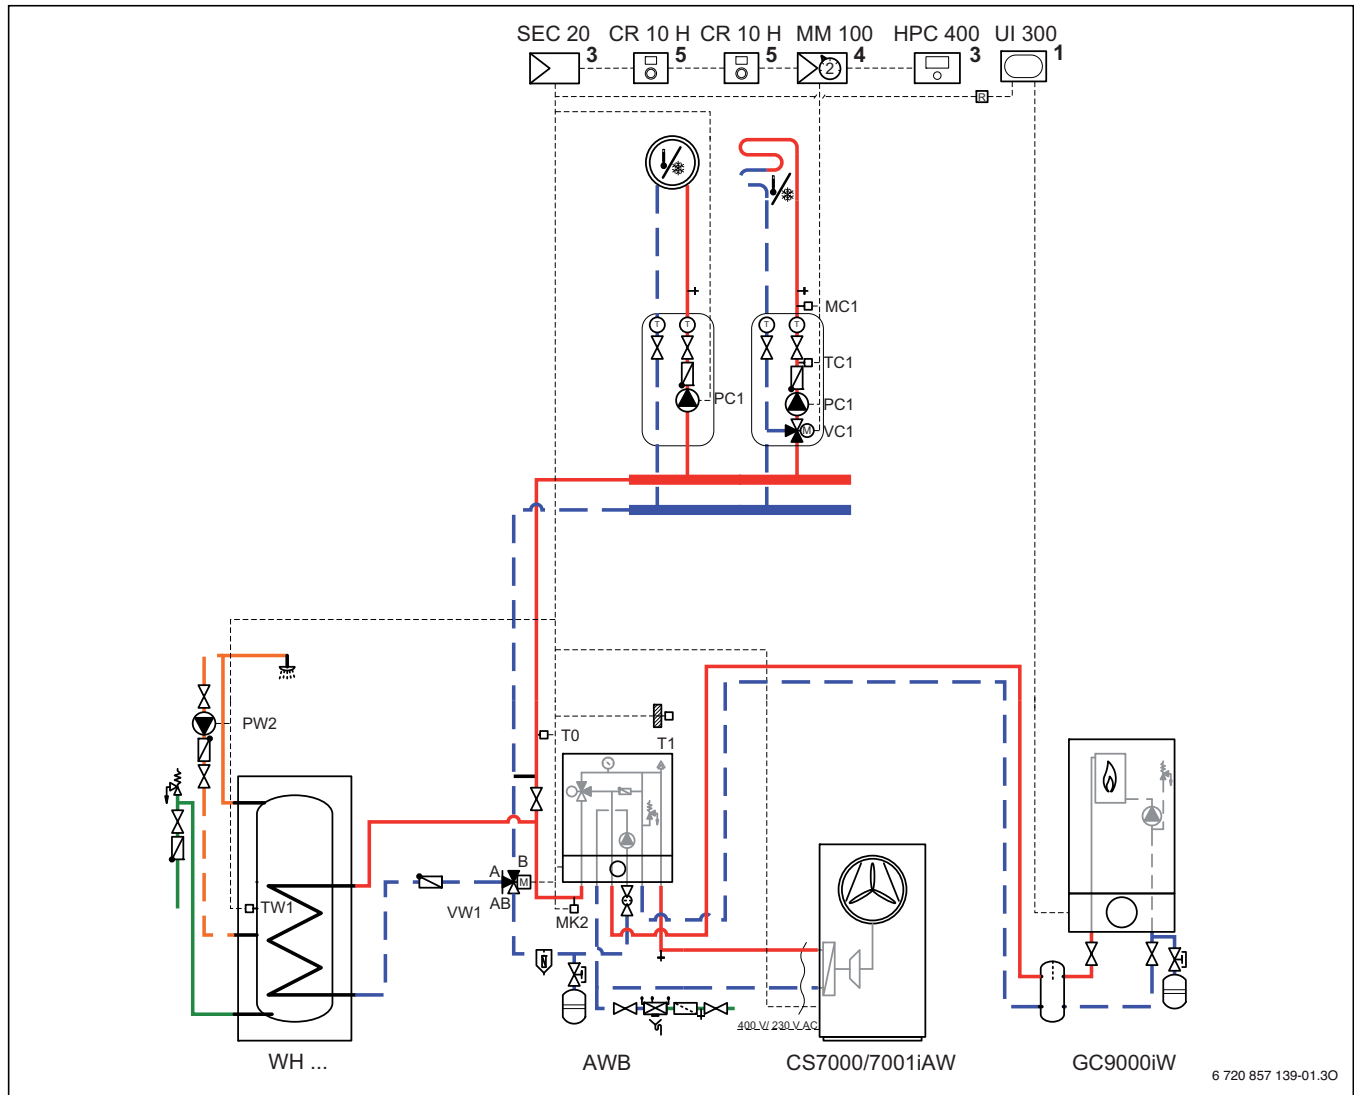 SEC 20 CR 10 H CR 10 H MM 100 HPC 400 UI 300
3 5 5 4 3 1
2
R
MC1
T T T T
TC1
PC1 PC1
M VC1
PW2
T0
T1
A B
M
AB
VW1
TW1
MK2
400 V/ 230 V AC
WH ... AWB CS7000/7001iAW GC9000iW
6 720 857 139-01.3O